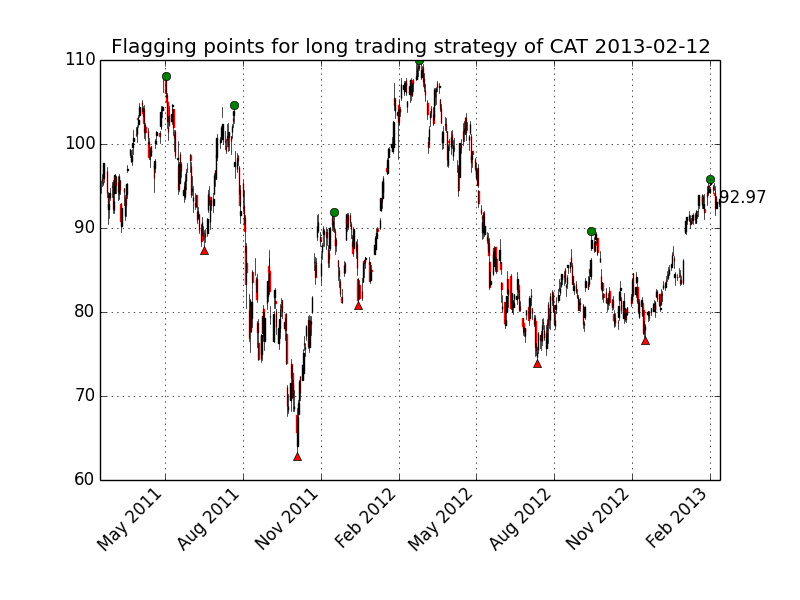 Flagging points for long trading strategy of CAT 2013-02-12
110
100
90
80
70
60
92.97
May 2011
Aug 2011
Nov 2011
Feb 2012
May 2012
Aug 2012
Nov 2012
Feb 2013